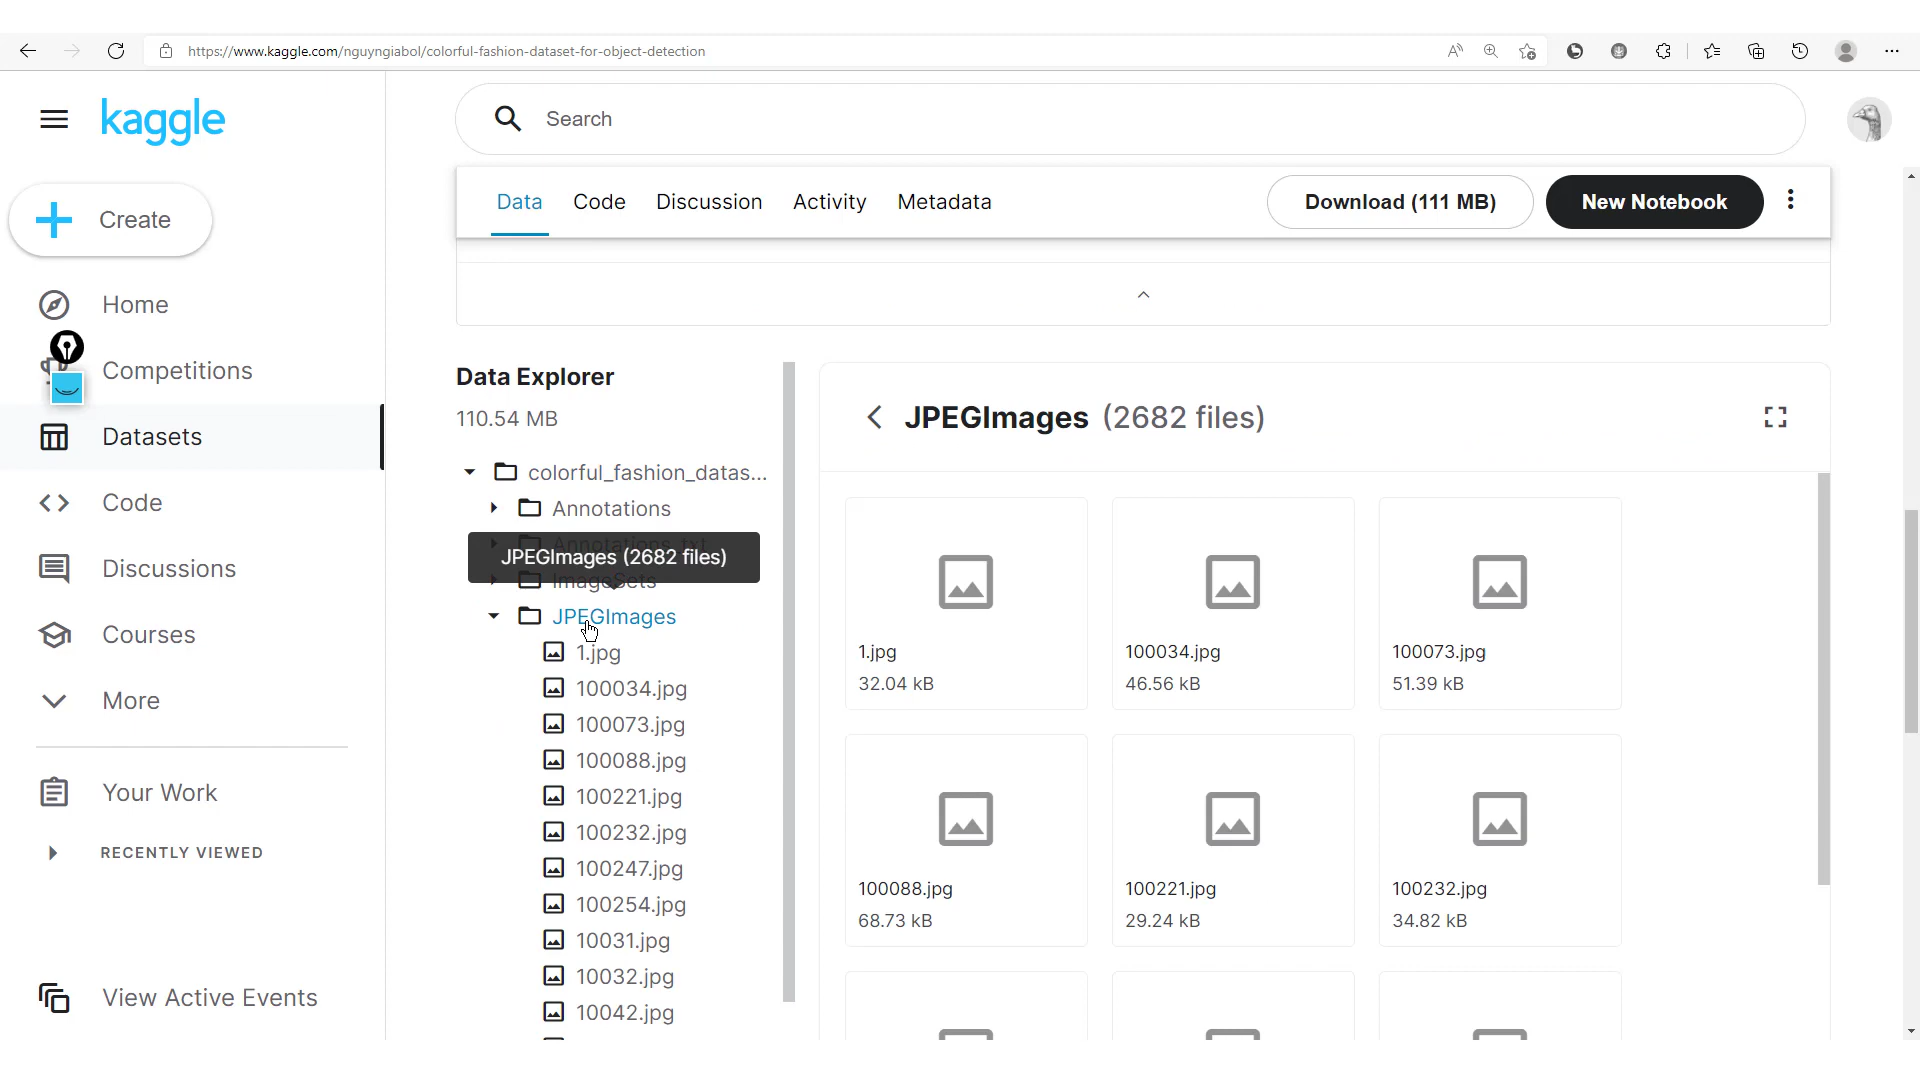 https://www.kaggle.com/nguyngiabol/colorful-fashion-dataset-for-object-detection
kaggle
Search
Create
Data Code Discussion Activity Metadata
Download (111 MB)
New Notebook
Home
Competitions
Datasets
Code
Discussions
Courses
More
Your Work
RECENTLY VIEWED
View Active Events
Data Explorer
110.54 MB
colorful_fashion_datas...
Annotations
Annotations_txt
JPEGImages (2682 files)
ImageSets
JPEGImages
1.jpg
100034.jpg
100073.jpg
100088.jpg
100221.jpg
100232.jpg
100247.jpg
100254.jpg
10031.jpg
10032.jpg
10042.jpg
JPEGImages (2682 files)
1.jpg
32.04 kB
100034.jpg
46.56 kB
100073.jpg
51.39 kB
100088.jpg
68.73 kB
100221.jpg
29.24 kB
100232.jpg
34.82 kB